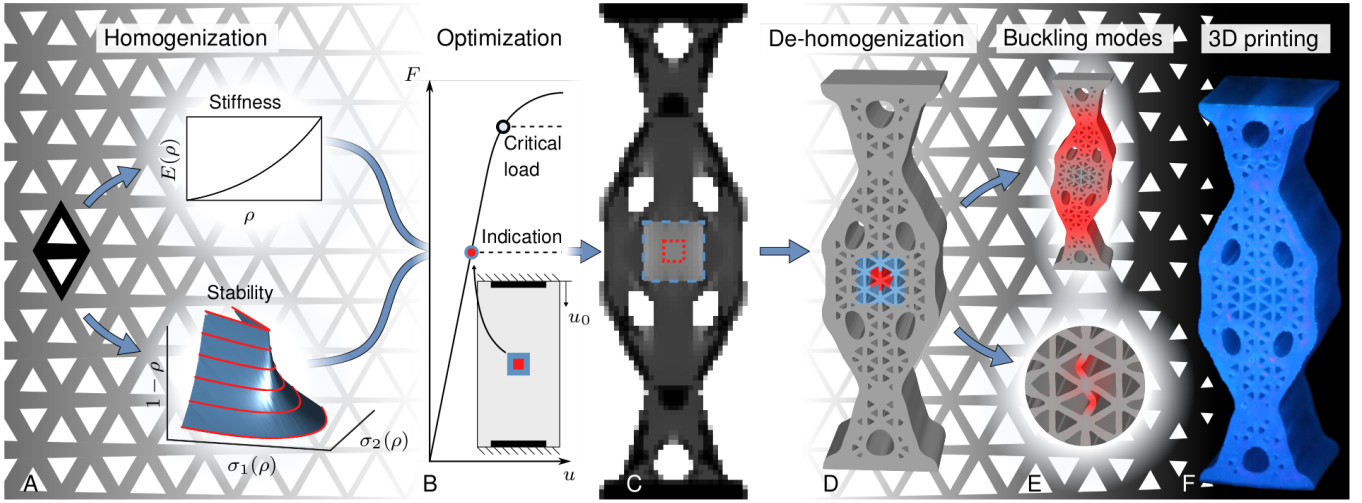 Homogenization
Optimization
De-homogenization
Buckling modes
3D printing
Stiffness
E(ρ)
ρ
Stability
1 − ρ
σ₁(ρ)
σ₂(ρ)
F
Critical
load
Indication
u₀
u
A
B
C
D
E
F